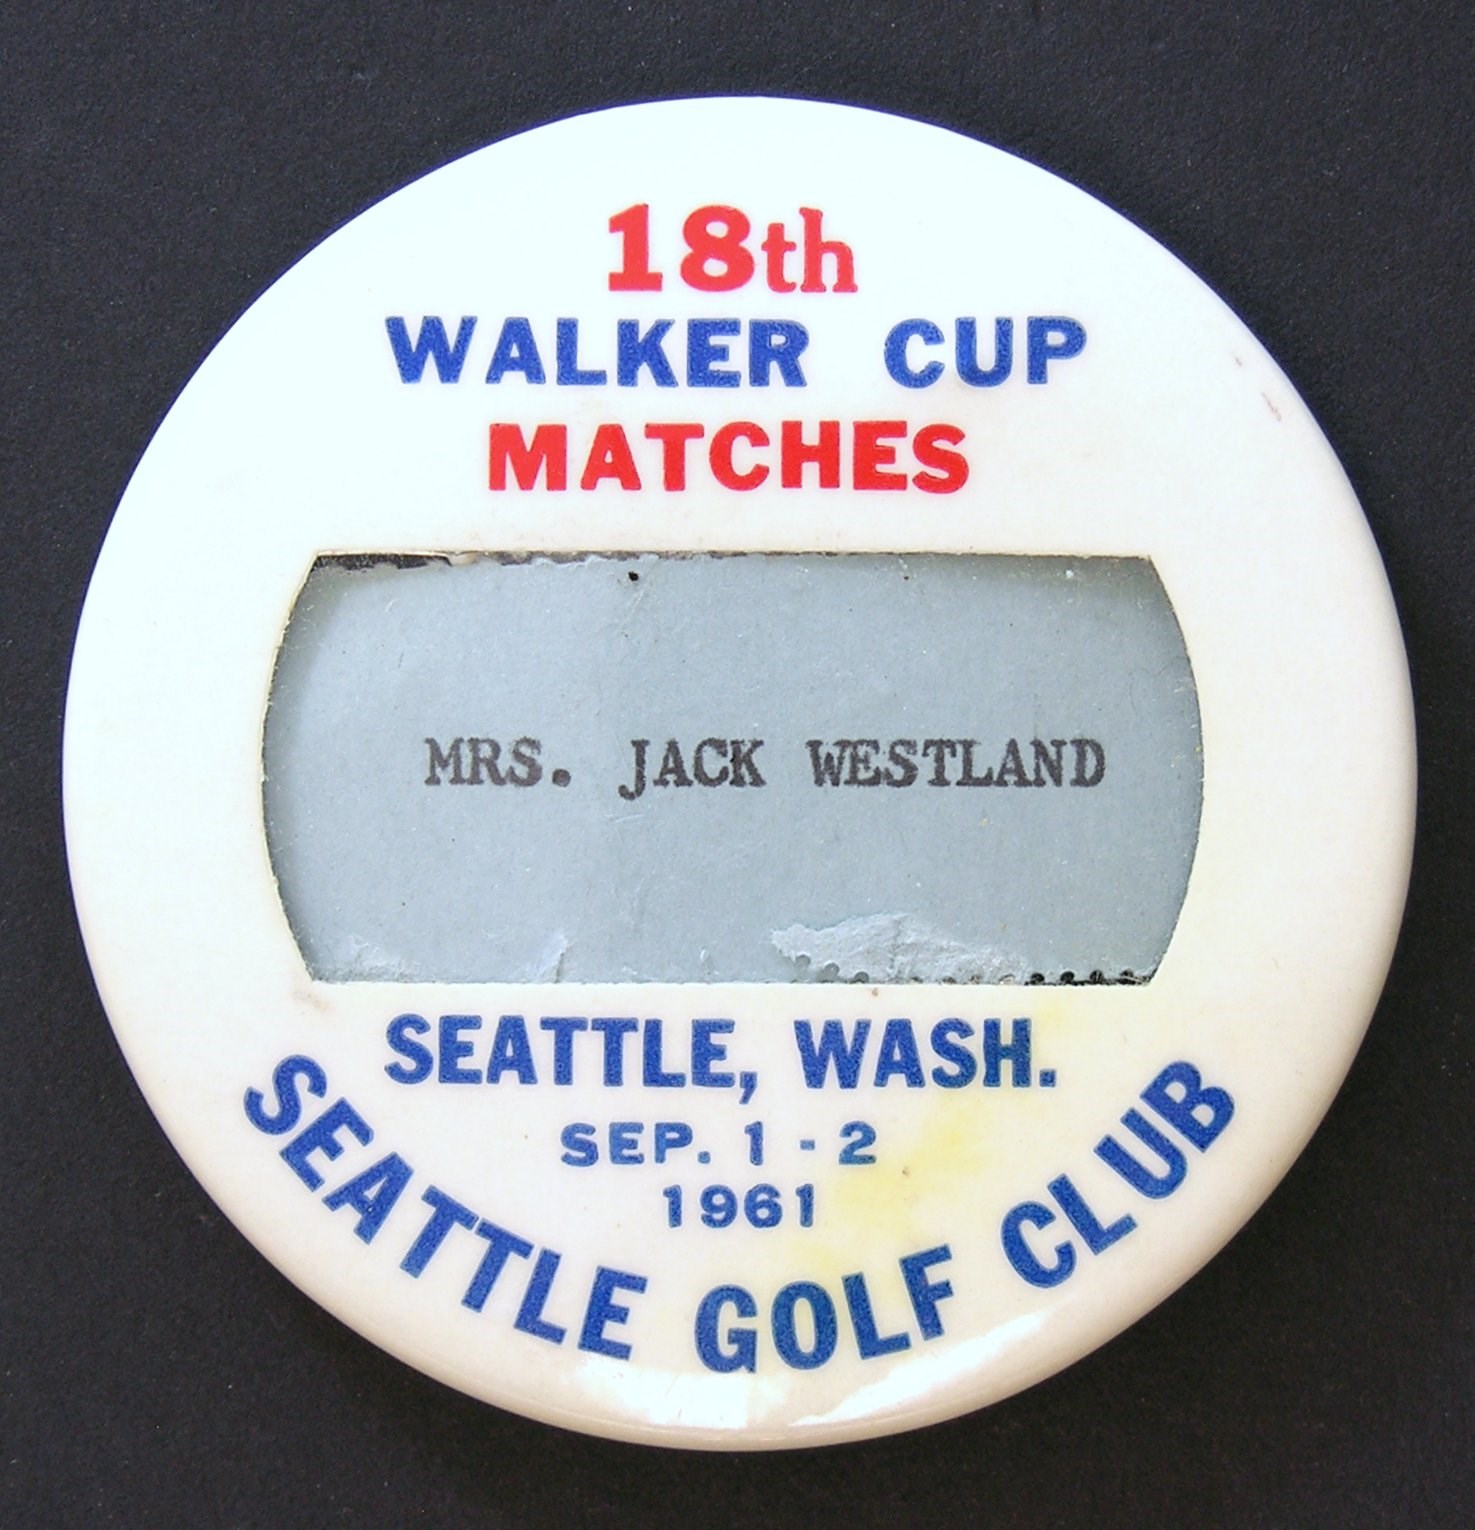 18th
WALKER CUP
MATCHES
MRS. JACK WESTLAND
SEATTLE, WASH.
SEP. 1 - 2
1961
SEATTLE GOLF CLUB